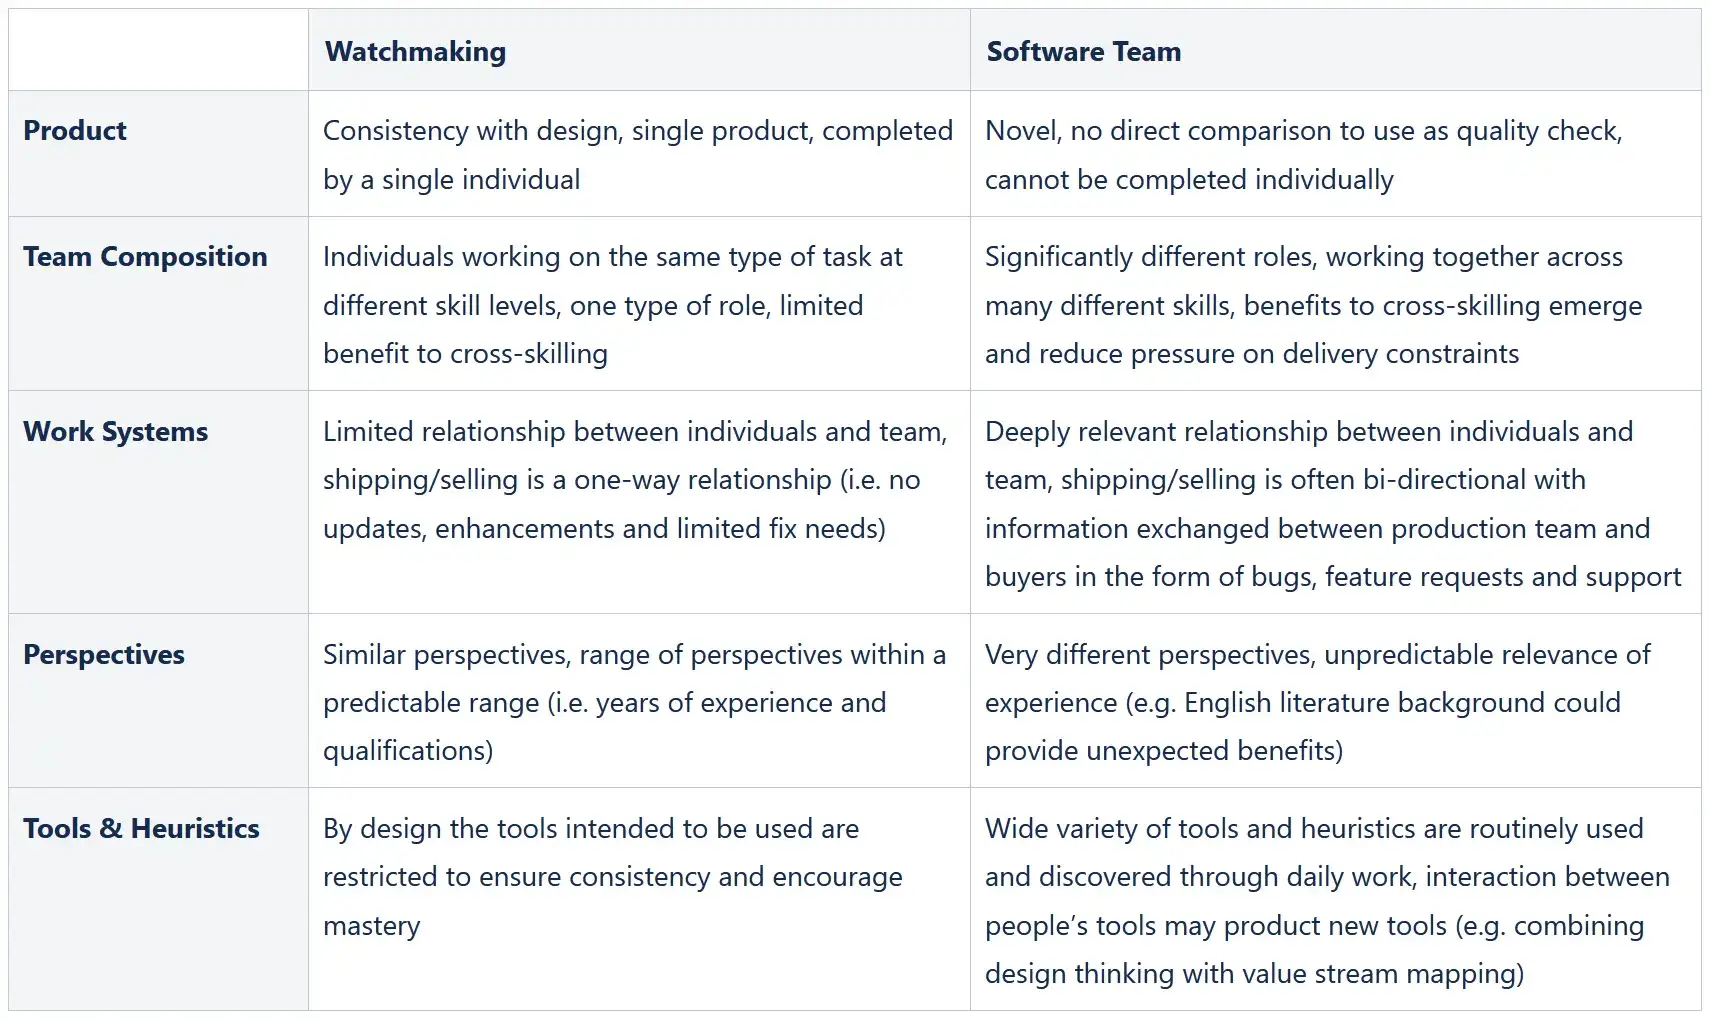 Watchmaking
Software Team
Product
Consistency with design, single product, completed
by a single individual
Novel, no direct comparison to use as quality check,
cannot be completed individually
Team Composition
Individuals working on the same type of task at
different skill levels, one type of role, limited
benefit to cross-skilling
Significantly different roles, working together across
many different skills, benefits to cross-skilling emerge
and reduce pressure on delivery constraints
Work Systems
Limited relationship between individuals and team,
shipping/selling is a one-way relationship (i.e. no
updates, enhancements and limited fix needs)
Deeply relevant relationship between individuals and
team, shipping/selling is often bi-directional with
information exchanged between production team and
buyers in the form of bugs, feature requests and support
Perspectives
Similar perspectives, range of perspectives within a
predictable range (i.e. years of experience and
qualifications)
Very different perspectives, unpredictable relevance of
experience (e.g. English literature background could
provide unexpected benefits)
Tools & Heuristics
By design the tools intended to be used are
restricted to ensure consistency and encourage
mastery
Wide variety of tools and heuristics are routinely used
and discovered through daily work, interaction between
people’s tools may product new tools (e.g. combining
design thinking with value stream mapping)